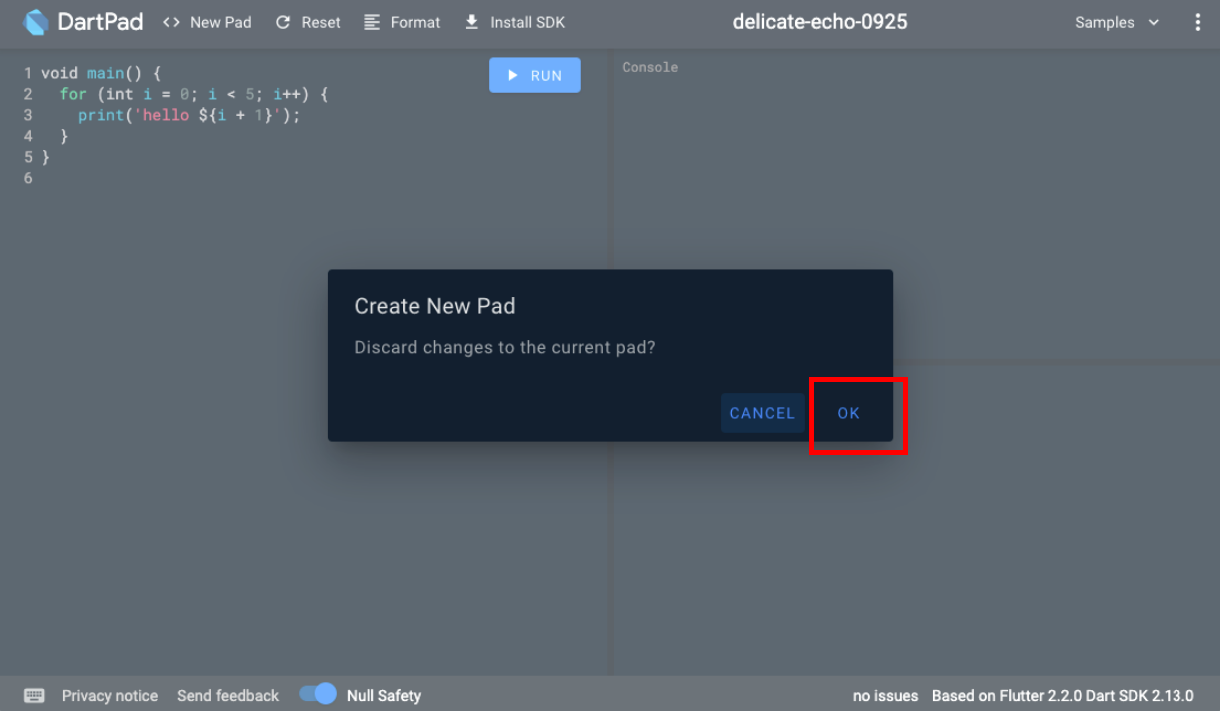 DartPad <> New Pad Reset Format Install SDK delicate-echo-0925 Samples
1 void main() {
2 for (int i = 0; i < 5; i++) {
3 print('hello ${i + 1}');
4 }
5 }
6
RUN
Console
Create New Pad
Discard changes to the current pad?
CANCEL OK
Privacy notice Send feedback Null Safety no issues Based on Flutter 2.2.0 Dart SDK 2.13.0